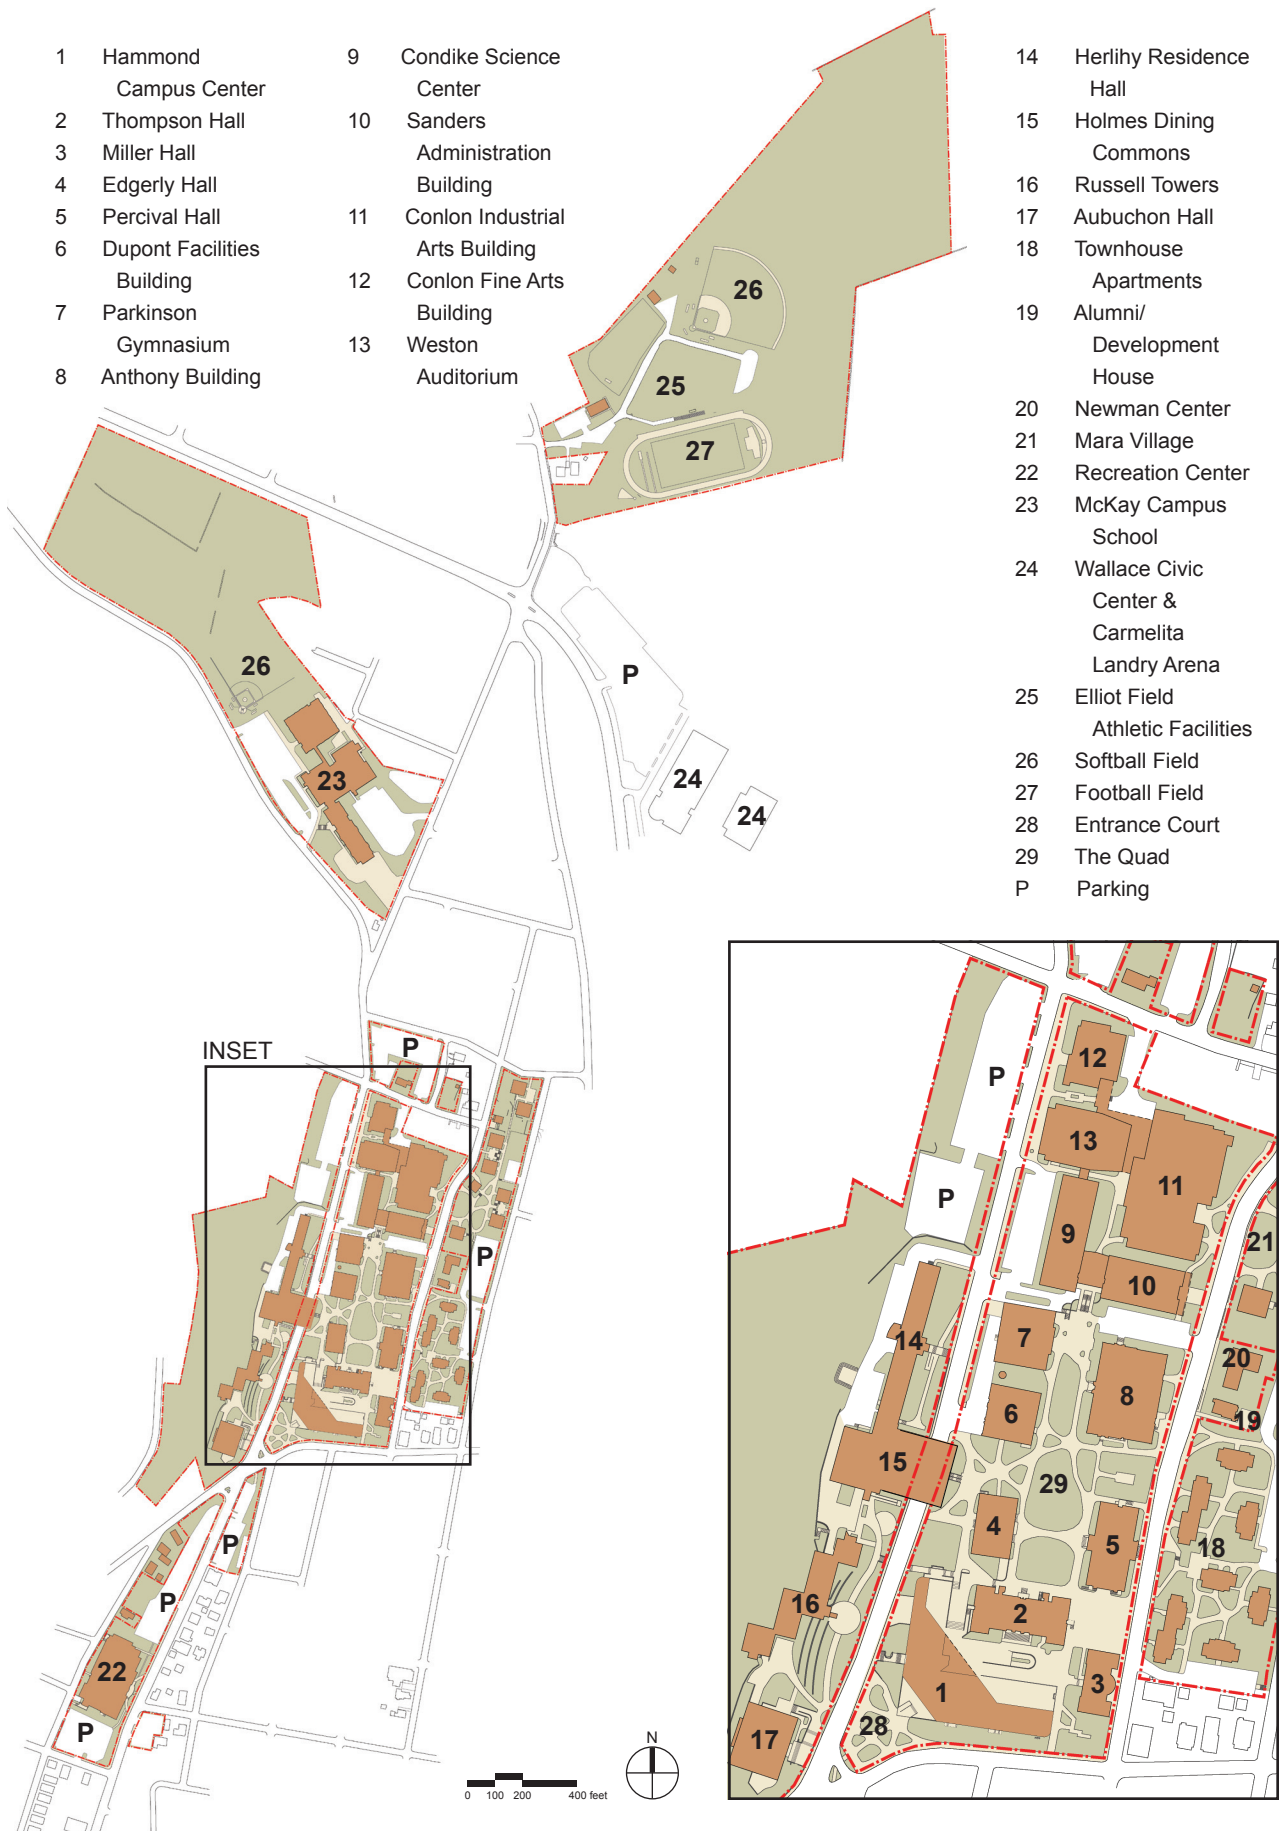 1 Hammond
Campus Center
2 Thompson Hall
3 Miller Hall
4 Edgerly Hall
5 Percival Hall
6 Dupont Facilities
Building
7 Parkinson
Gymnasium
8 Anthony Building
9 Condike Science
Center
10 Sanders
Administration
Building
11 Conlon Industrial
Arts Building
12 Conlon Fine Arts
Building
13 Weston
Auditorium
14 Herlihy Residence
Hall
15 Holmes Dining
Commons
16 Russell Towers
17 Aubuchon Hall
18 Townhouse
Apartments
19 Alumni/
Development
House
20 Newman Center
21 Mara Village
22 Recreation Center
23 McKay Campus
School
24 Wallace Civic
Center &
Carmelita
Landry Arena
25 Elliot Field
Athletic Facilities
26 Softball Field
27 Football Field
28 Entrance Court
29 The Quad
P Parking
26
25
27
26
P
23
24
24
P
INSET
P
P
P
22
P
N
0 100 200 400 feet
12
P
13
11
P
9
21
10
7
14
20
8
6
19
15
29
4
5
18
16
2
3
1
28
17